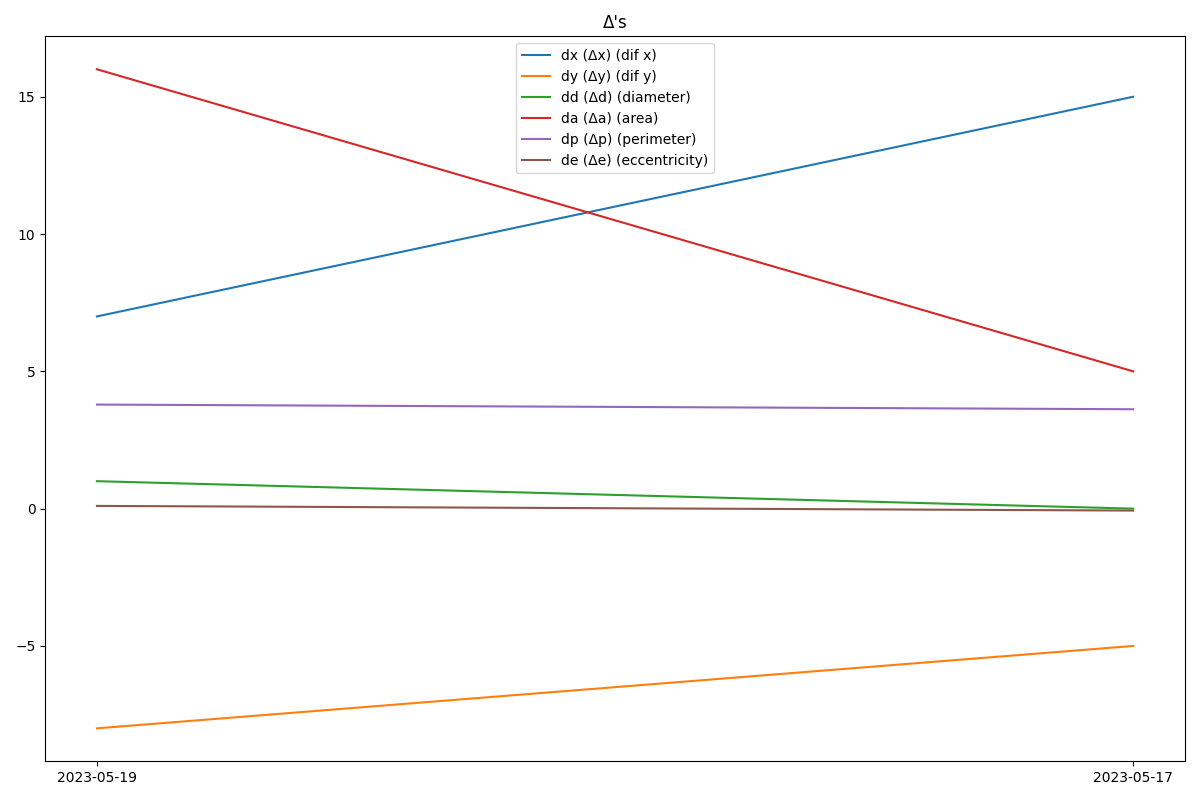 Δ's
dx (Δx) (dif x)
dy (Δy) (dif y)
dd (Δd) (diameter)
da (Δa) (area)
dp (Δp) (perimeter)
de (Δe) (eccentricity)
15
10
5
0
−5
2023-05-19 2023-05-17